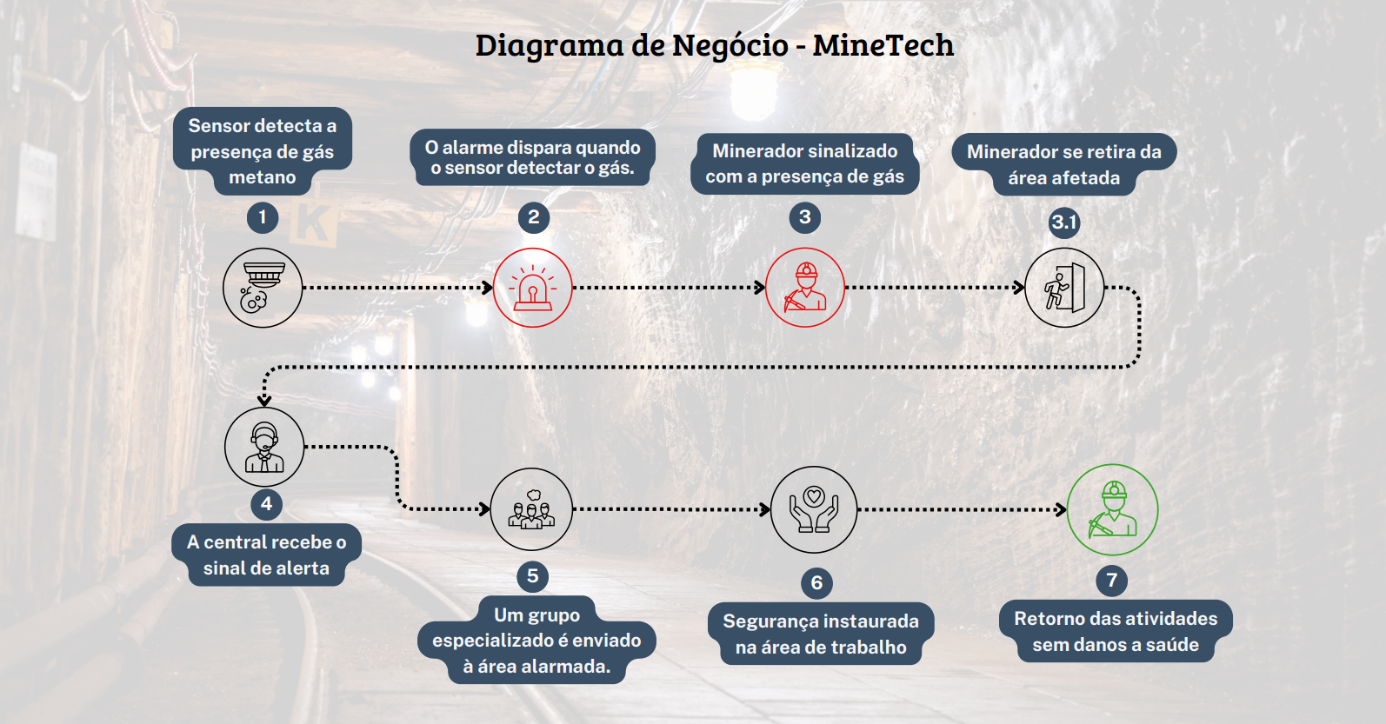 Diagrama de Negócio - MineTech
Sensor detecta a
presença de gás
metano
1
O alarme dispara quando
o sensor detectar o gás.
2
Minerador sinalizado
com a presença de gás
3
Minerador se retira da
área afetada
3.1
K
4
A central recebe o
sinal de alerta
5
Um grupo
especializado é enviado
à área alarmada.
6
Segurança instaurada
na área de trabalho
7
Retorno das atividades
sem danos a saúde